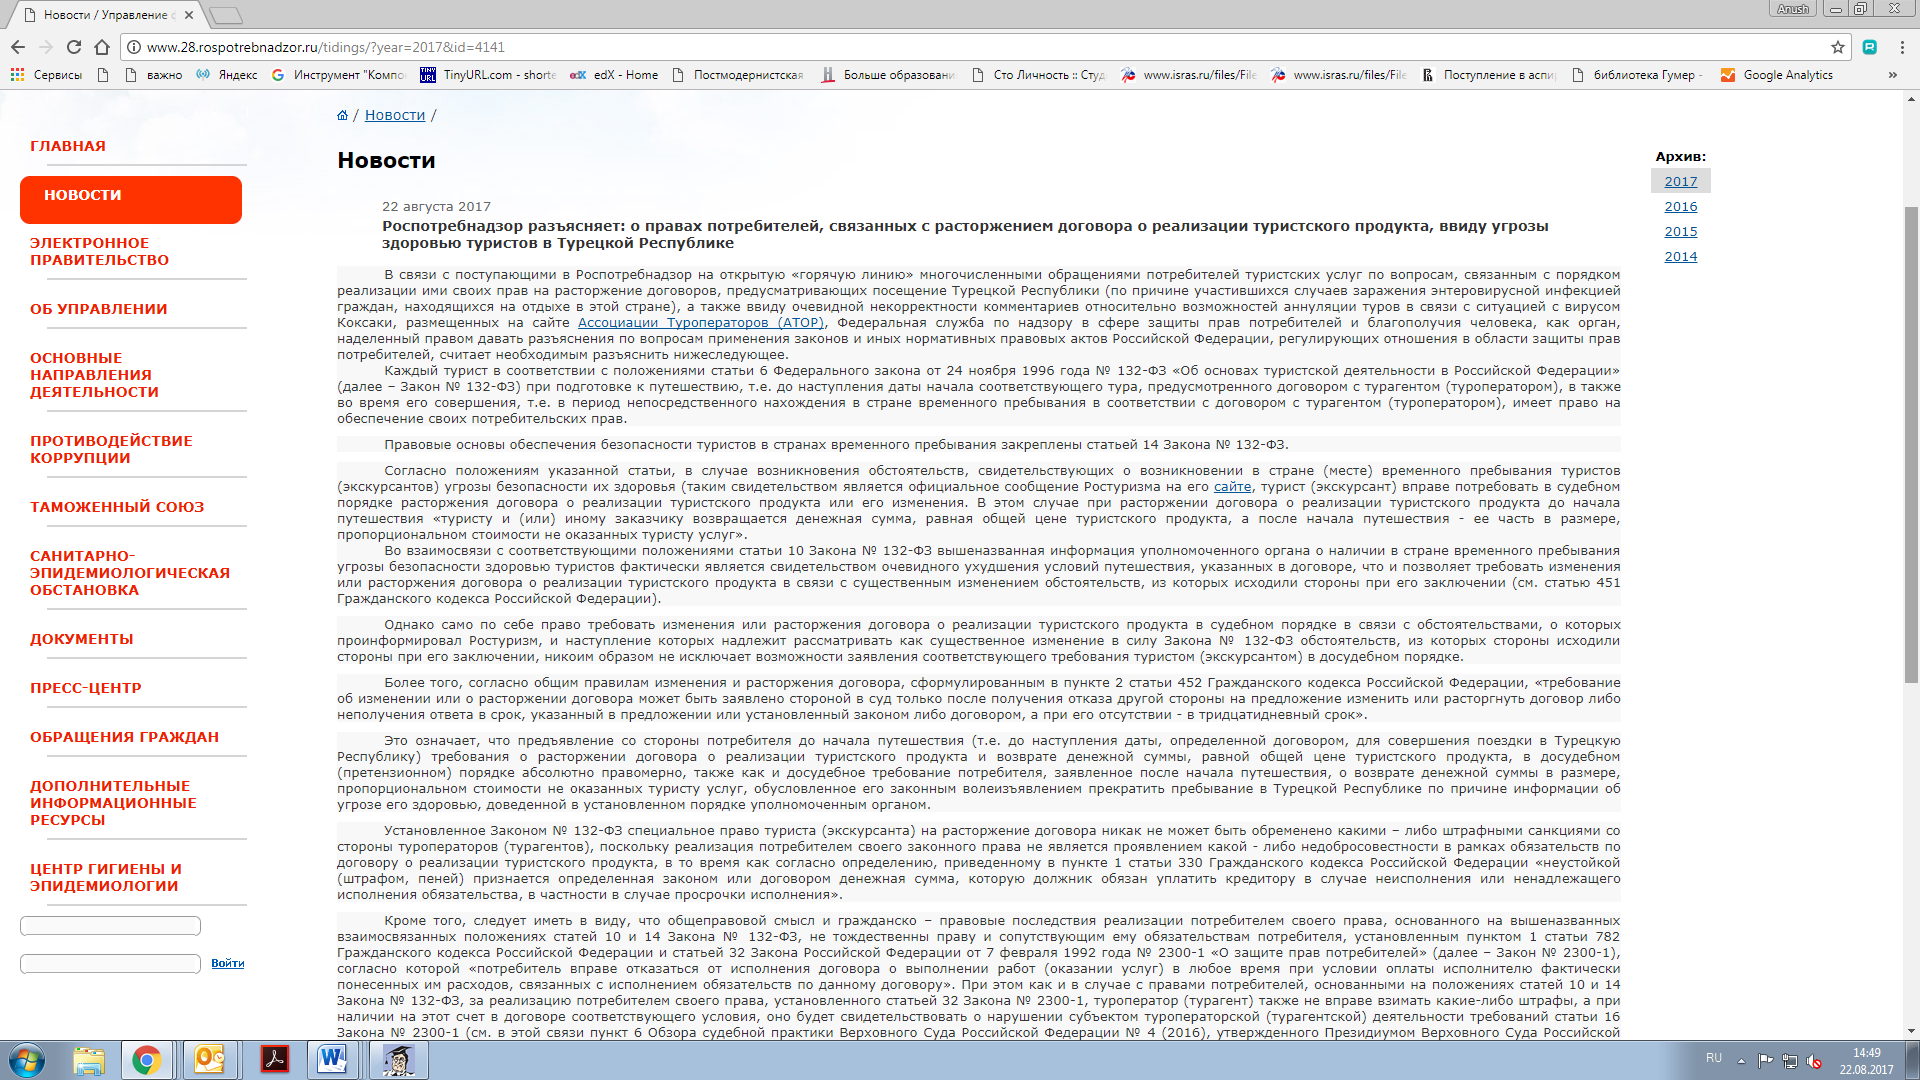 Новости / Управление
Anush
www.28.rospotrebnadzor.ru/tidings/?year=2017&id=4141
Сервисы
важно
Яндекс
Инструмент "Компо
TinyURL.com - shorte
edX - Home
Постмодернистская
Больше образовани
Сто Личность :: Студ
www.isras.ru/files/File
www.isras.ru/files/File
Поступление в аспи
библиотека Гумер -
Google Analytics
»
/ Новости /
ГЛАВНАЯ
НОВОСТИ
ЭЛЕКТРОННОЕ
ПРАВИТЕЛЬСТВО
ОБ УПРАВЛЕНИИ
ОСНОВНЫЕ
НАПРАВЛЕНИЯ
ДЕЯТЕЛЬНОСТИ
ПРОТИВОДЕЙСТВИЕ
КОРРУПЦИИ
ТАМОЖЕННЫЙ СОЮЗ
САНИТАРНО-
ЭПИДЕМИОЛОГИЧЕСКАЯ
ОБСТАНОВКА
ДОКУМЕНТЫ
ПРЕСС-ЦЕНТР
ОБРАЩЕНИЯ ГРАЖДАН
ДОПОЛНИТЕЛЬНЫЕ
ИНФОРМАЦИОННЫЕ
РЕСУРСЫ
ЦЕНТР ГИГИЕНЫ И
ЭПИДЕМИОЛОГИИ
Войти
Новости
22 августа 2017
Роспотребнадзор разъясняет: о правах потребителей, связанных с расторжением договора о реализации туристского продукта, ввиду угрозы
здоровью туристов в Турецкой Республике
В связи с поступающими в Роспотребнадзор на открытую «горячую линию» многочисленными обращениями потребителей туристских услуг по вопросам, связанным с порядком
реализации ими своих прав на расторжение договоров, предусматривающих посещение Турецкой Республики (по причине участившихся случаев заражения энтеровирусной инфекцией
граждан, находящихся на отдыхе в этой стране), а также ввиду очевидной некорректности комментариев относительно возможностей аннуляции туров в связи с ситуацией с вирусом
Коксаки, размещенных на сайте Ассоциации Туроператоров (АТОР), Федеральная служба по надзору в сфере защиты прав потребителей и благополучия человека, как орган,
наделенный правом давать разъяснения по вопросам применения законов и иных нормативных правовых актов Российской Федерации, регулирующих отношения в области защиты прав
потребителей, считает необходимым разъяснить нижеследующее.
Каждый турист в соответствии с положениями статьи 6 Федерального закона от 24 ноября 1996 года № 132-ФЗ «Об основах туристской деятельности в Российской Федерации»
(далее – Закон № 132-ФЗ) при подготовке к путешествию, т.е. до наступления даты начала соответствующего тура, предусмотренного договором с турагентом (туроператором), в также
во время его совершения, т.е. в период непосредственного нахождения в стране временного пребывания в соответствии с договором с турагентом (туроператором), имеет право на
обеспечение своих потребительских прав.
Правовые основы обеспечения безопасности туристов в странах временного пребывания закреплены статьей 14 Закона № 132-ФЗ.
Согласно положениям указанной статьи, в случае возникновения обстоятельств, свидетельствующих о возникновении в стране (месте) временного пребывания туристов
(экскурсантов) угрозы безопасности их здоровья (таким свидетельством является официальное сообщение Ростуризма на его сайте, турист (экскурсант) вправе потребовать в судебном
порядке расторжения договора о реализации туристского продукта или его изменения. В этом случае при расторжении договора о реализации туристского продукта до начала
путешествия «туристу и (или) иному заказчику возвращается денежная сумма, равная общей цене туристского продукта, а после начала путешествия - ее часть в размере,
пропорциональном стоимости не оказанных туристу услуг».
Во взаимосвязи с соответствующими положениями статьи 10 Закона № 132-ФЗ вышеназванная информация уполномоченного органа о наличии в стране временного пребывания
угрозы безопасности здоровью туристов фактически является свидетельством очевидного ухудшения условий путешествия, указанных в договоре, что и позволяет требовать изменения
или расторжения договора о реализации туристского продукта в связи с существенным изменением обстоятельств, из которых исходили стороны при его заключении (см. статью 451
Гражданского кодекса Российской Федерации).
Однако само по себе право требовать изменения или расторжения договора о реализации туристского продукта в судебном порядке в связи с обстоятельствами, о которых
проинформировал Ростуризм, и наступление которых надлежит рассматривать как существенное изменение в силу Закона № 132-ФЗ обстоятельств, из которых стороны исходили
стороны при его заключении, никоим образом не исключает возможности заявления соответствующего требования туристом (экскурсантом) в досудебном порядке.
Более того, согласно общим правилам изменения и расторжения договора, сформулированным в пункте 2 статьи 452 Гражданского кодекса Российской Федерации, «требование
об изменении или о расторжении договора может быть заявлено стороной в суд только после получения отказа другой стороны на предложение изменить или расторгнуть договор либо
неполучения ответа в срок, указанный в предложении или установленный законом либо договором, а при его отсутствии - в тридцатидневный срок».
Это означает, что предъявление со стороны потребителя до начала путешествия (т.е. до наступления даты, определенной договором, для совершения поездки в Турецкую
Республику) требования о расторжении договора о реализации туристского продукта и возврате денежной суммы, равной общей цене туристского продукта, в досудебном
(претензионном) порядке абсолютно правомерно, также как и досудебное требование потребителя, заявленное после начала путешествия, о возврате денежной суммы в размере,
пропорциональном стоимости не оказанных туристу услуг, обусловленное его законным волеизъявлением прекратить пребывание в Турецкой Республике по причине информации об
угрозе его здоровью, доведенной в установленном порядке уполномоченным органом.
Установленное Законом № 132-ФЗ специальное право туриста (экскурсанта) на расторжение договора никак не может быть обременено какими – либо штрафными санкциями со
стороны туроператоров (турагентов), поскольку реализация потребителем своего законного права не является проявлением какой - либо недобросовестности в рамках обязательств по
договору о реализации туристского продукта, в то время как согласно определению, приведенному в пункте 1 статьи 330 Гражданского кодекса Российской Федерации «неустойкой
(штрафом, пеней) признается определенная законом или договором денежная сумма, которую должник обязан уплатить кредитору в случае неисполнения или ненадлежащего
исполнения обязательства, в частности в случае просрочки исполнения».
Кроме того, следует иметь в виду, что общеправовой смысл и гражданско – правовые последствия реализации потребителем своего права, основанного на вышеназванных
взаимосвязанных положениях статей 10 и 14 Закона № 132-ФЗ, не тождественны праву и сопутствующим ему обязательствам потребителя, установленным пунктом 1 статьи 782
Гражданского кодекса Российской Федерации и статьей 32 Закона Российской Федерации от 7 февраля 1992 года № 2300-1 «О защите прав потребителей» (далее – Закон № 2300-1),
согласно которой «потребитель вправе отказаться от исполнения договора о выполнении работ (оказании услуг) в любое время при условии оплаты исполнителю фактически
понесенных им расходов, связанных с исполнением обязательств по данному договору». При этом как и в случае с правами потребителей, основанными на положениях статей 10 и 14
Закона № 132-ФЗ, за реализацию потребителем своего права, установленного статьей 32 Закона № 2300-1, туроператор (турагент) также не вправе взимать какие-либо штрафы, а при
наличии на этот счет в договоре соответствующего условия, оно будет свидетельствовать о нарушении субъектом туроператорской (турагентской) деятельности требований статьи 16
Закона № 2300-1 (см. в этой связи пункт 6 Обзора судебной практики Верховного Суда Российской Федерации № 4 (2016), утвержденного Президиумом Верховного Суда Российской
Архив:
2017
2016
2015
2014
RU
14:49
22.08.2017